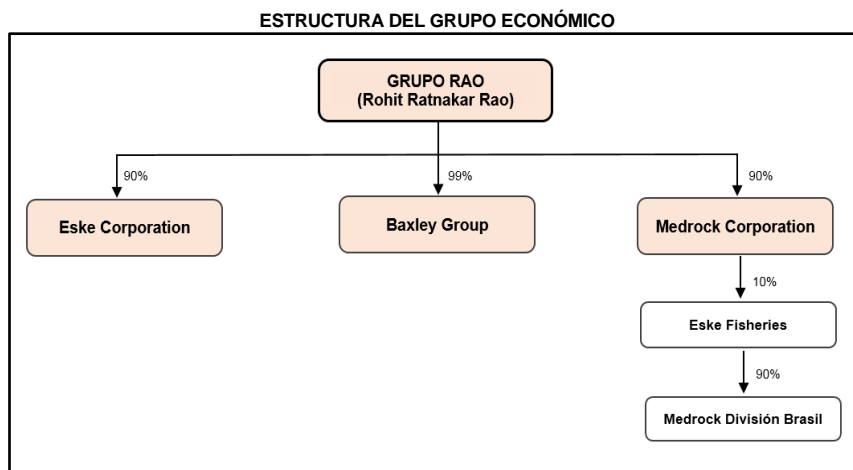 ESTRUCTURA DEL GRUPO ECONÓMICO
GRUPO RAO
(Rohit Ratnakar Rao)
90%
99%
90%
Eske Corporation
Baxley Group
Medrock Corporation
10%
Eske Fisheries
90%
Medrock División Brasil